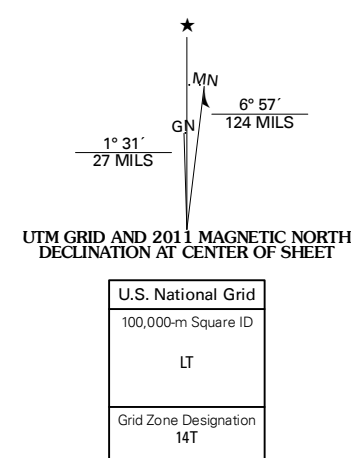 ★
MN
GN
6° 57´
124 MILS
1° 31´
27 MILS
UTM GRID AND 2011 MAGNETIC NORTH
DECLINATION AT CENTER OF SHEET
U.S. National Grid
100,000-m Square ID
LT
Grid Zone Designation
14T